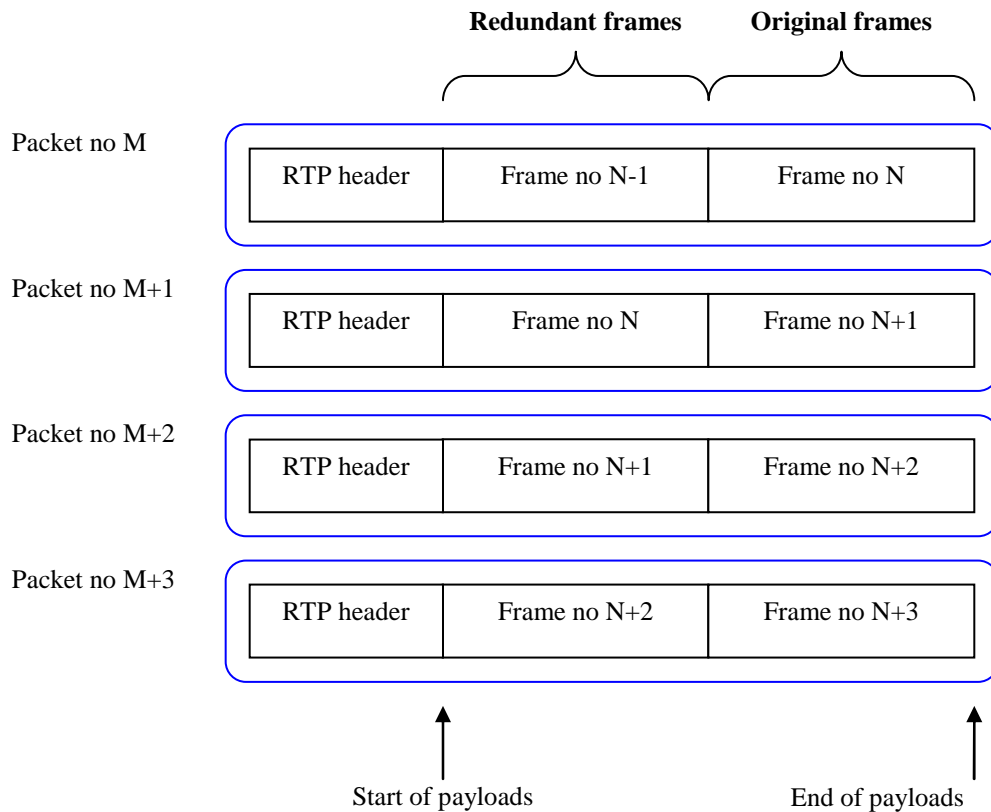 Redundant frames Original frames
Packet no M
RTP header Frame no N-1 Frame no N
Packet no M+1
RTP header Frame no N Frame no N+1
Packet no M+2
RTP header Frame no N+1 Frame no N+2
Packet no M+3
RTP header Frame no N+2 Frame no N+3
Start of payloads End of payloads